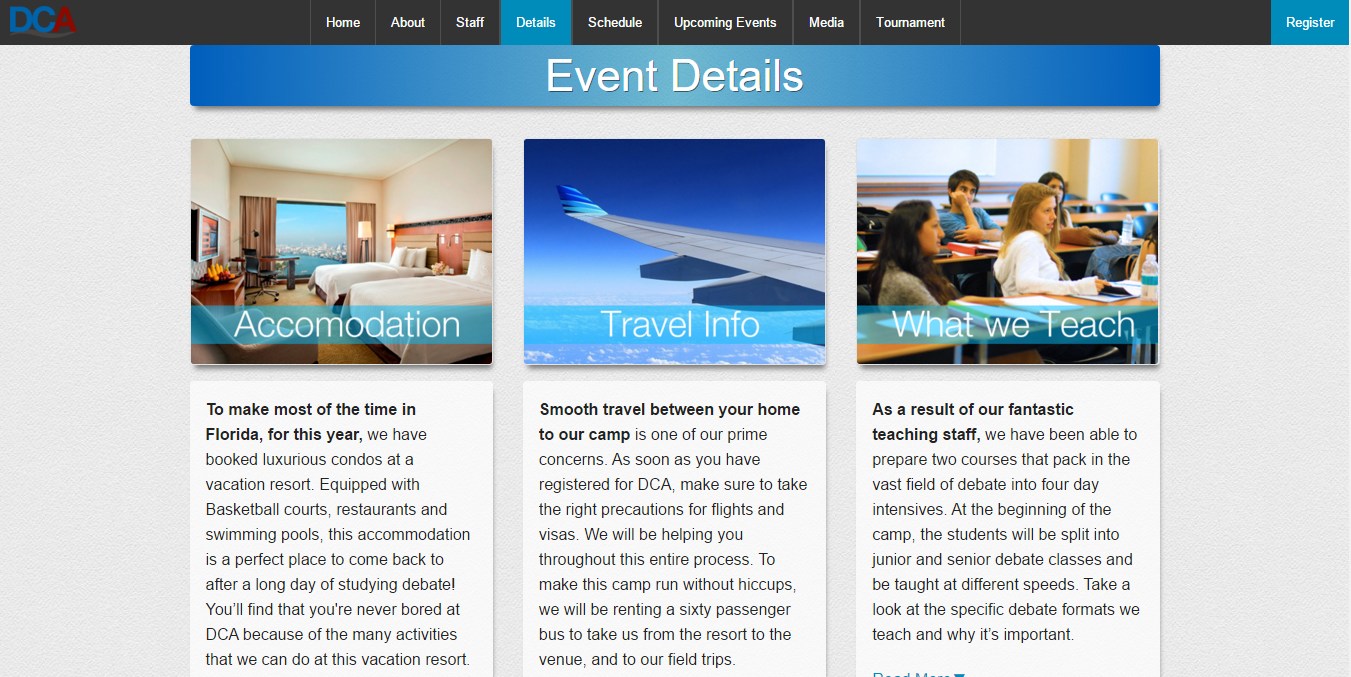 DCA
Home
About
Staff
Details
Schedule
Upcoming Events
Media
Tournament
Register
Event Details
Accomodation
Travel Info
What we Teach
To make most of the time in
Florida, for this year, we have
booked luxurious condos at a
vacation resort. Equipped with
Basketball courts, restaurants and
swimming pools, this accommodation
is a perfect place to come back to
after a long day of studying debate!
You’ll find that you're never bored at
DCA because of the many activities
that we can do at this vacation resort.
Smooth travel between your home
to our camp is one of our prime
concerns. As soon as you have
registered for DCA, make sure to take
the right precautions for flights and
visas. We will be helping you
throughout this entire process. To
make this camp run without hiccups,
we will be renting a sixty passenger
bus to take us from the resort to the
venue, and to our field trips.
As a result of our fantastic
teaching staff, we have been able to
prepare two courses that pack in the
vast field of debate into four day
intensives. At the beginning of the
camp, the students will be split into
junior and senior debate classes and
be taught at different speeds. Take a
look at the specific debate formats we
teach and why it’s important.
Read More